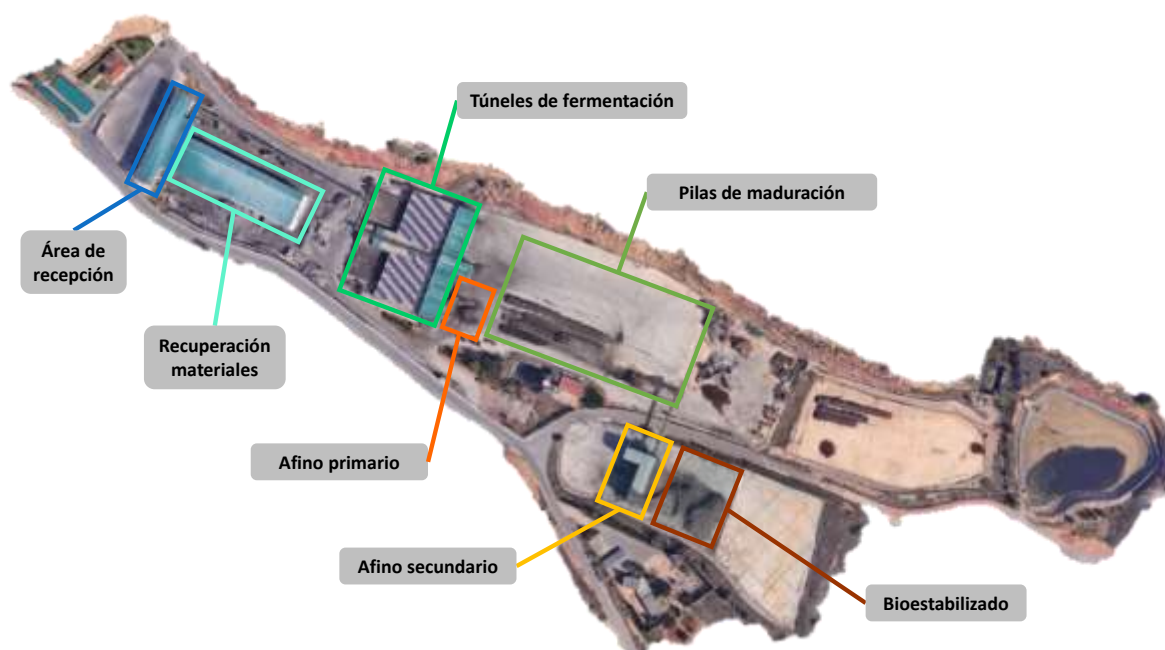 Túneles de fermentación
Pilas de maduración
Área de
recepción
Recuperación
materiales
Afino primario
Afino secundario
Bioestabilizado